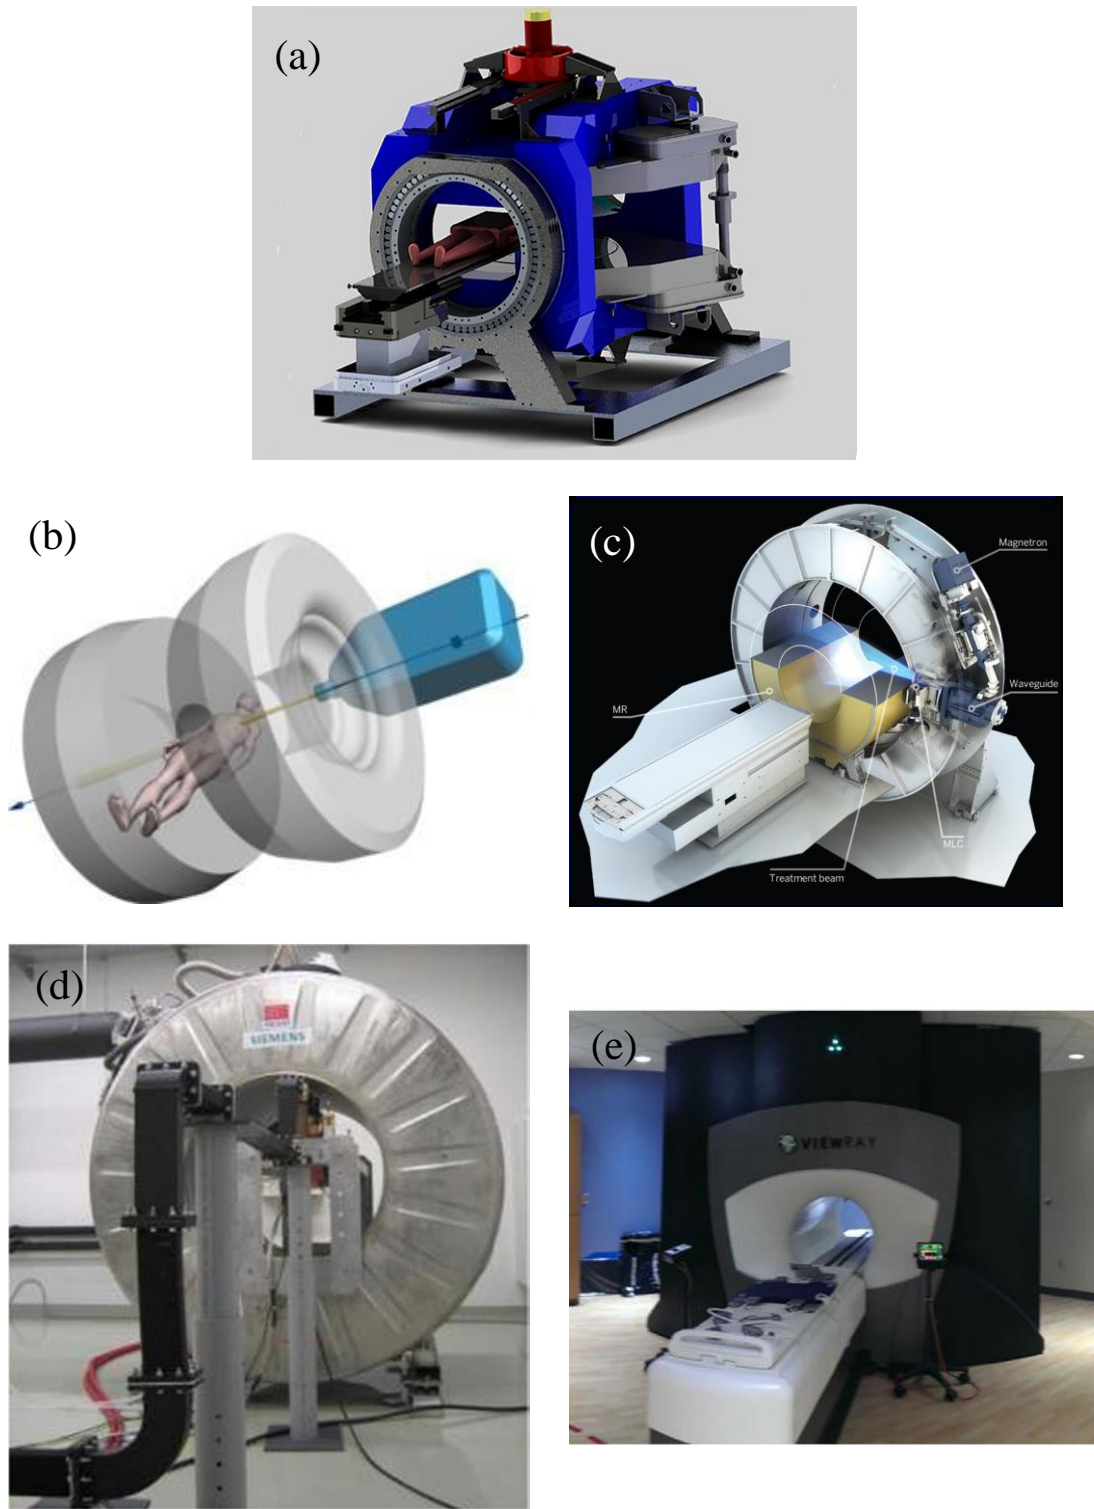 (a)
(b)
(c)
Magnetron
Waveguide
MR
MLC
Treatment beam
(d)
SIEMENS
(e)
VIEWRAY